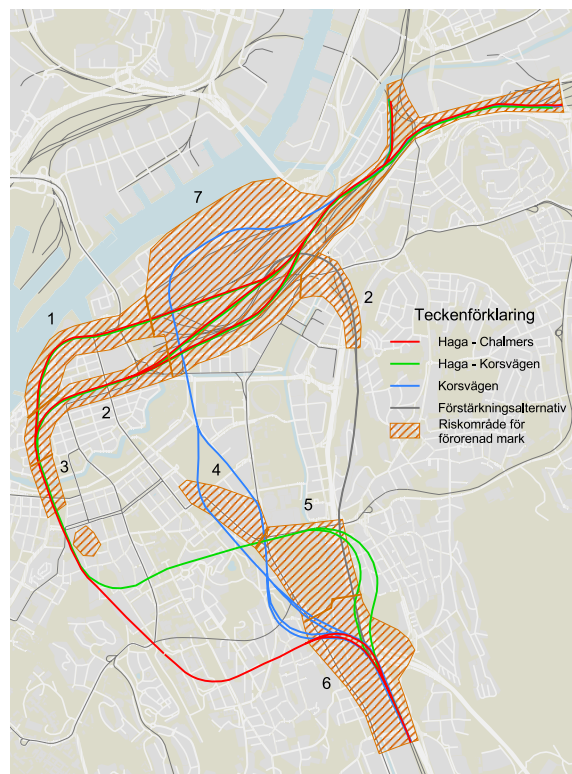 7
1
2
Teckenförklaring
Haga - Chalmers
Haga - Korsvägen
Korsvägen
Förstärkningsalternativ
Riskområde för
förorenad mark
2
3
4
5
6